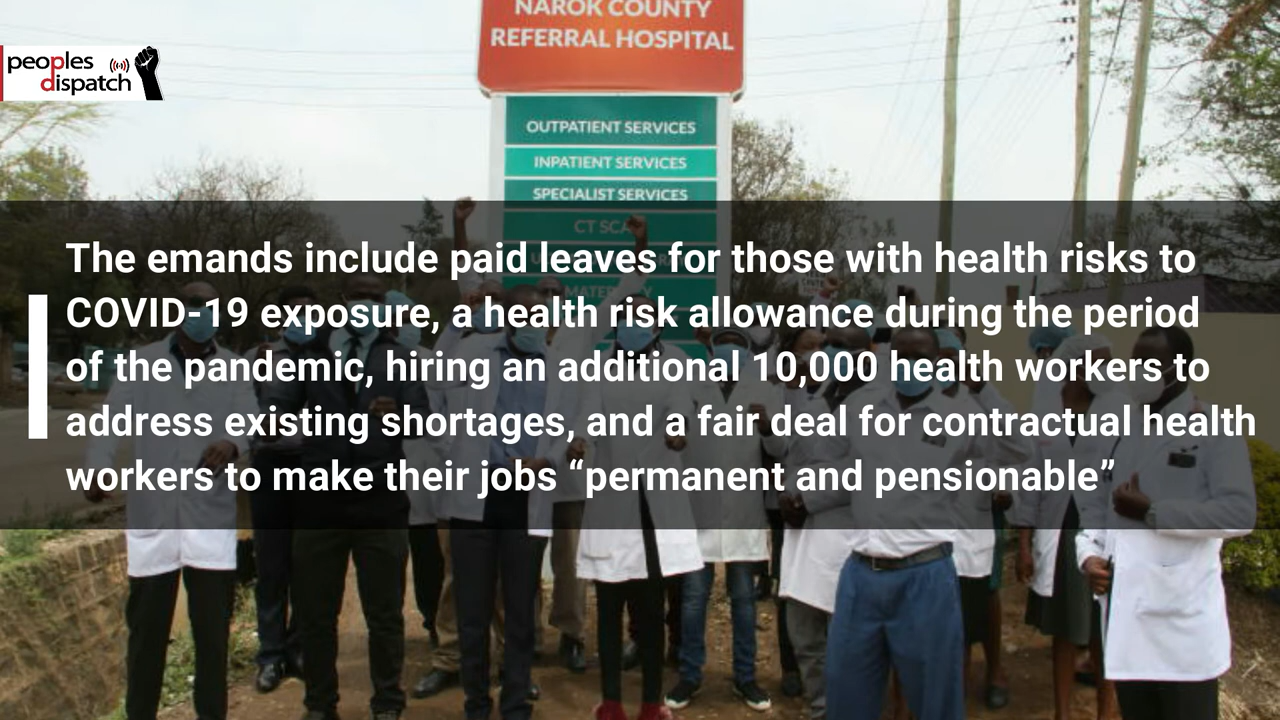 NAROK COUNTY
REFERRAL HOSPITAL
peoples
dispatch
OUTPATIENT SERVICES
INPATIENT SERVICES
SPECIALIST SERVICES
CT SCA
The emands include paid leaves for those with health risks to
COVID-19 exposure, a health risk allowance during the period
of the pandemic, hiring an additional 10,000 health workers to
address existing shortages, and a fair deal for contractual health
workers to make their jobs “permanent and pensionable”